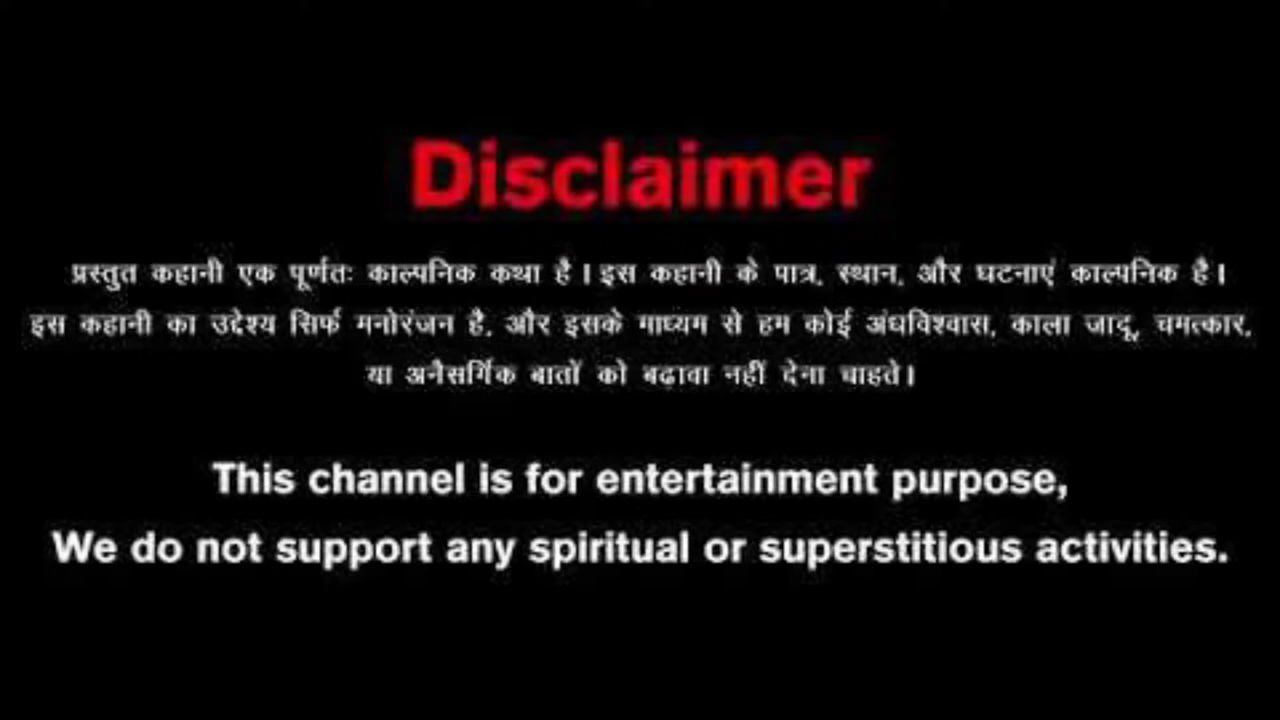 Disclaimer
प्रस्तुत कहानी एक पूर्णतः काल्पनिक कथा है । इस कहानी के पात्र, स्थान, और घटनाएं काल्पनिक है ।
इस कहानी का उद्देश्य सिर्फ मनोरंजन है, और इसके माध्यम से हम कोई अंधविश्वास, काला जादू, चमत्कार,
या अनैसर्गिक बातों को बढ़ावा नहीं देना चाहते ।
This channel is for entertainment purpose,
We do not support any spiritual or superstitious activities.